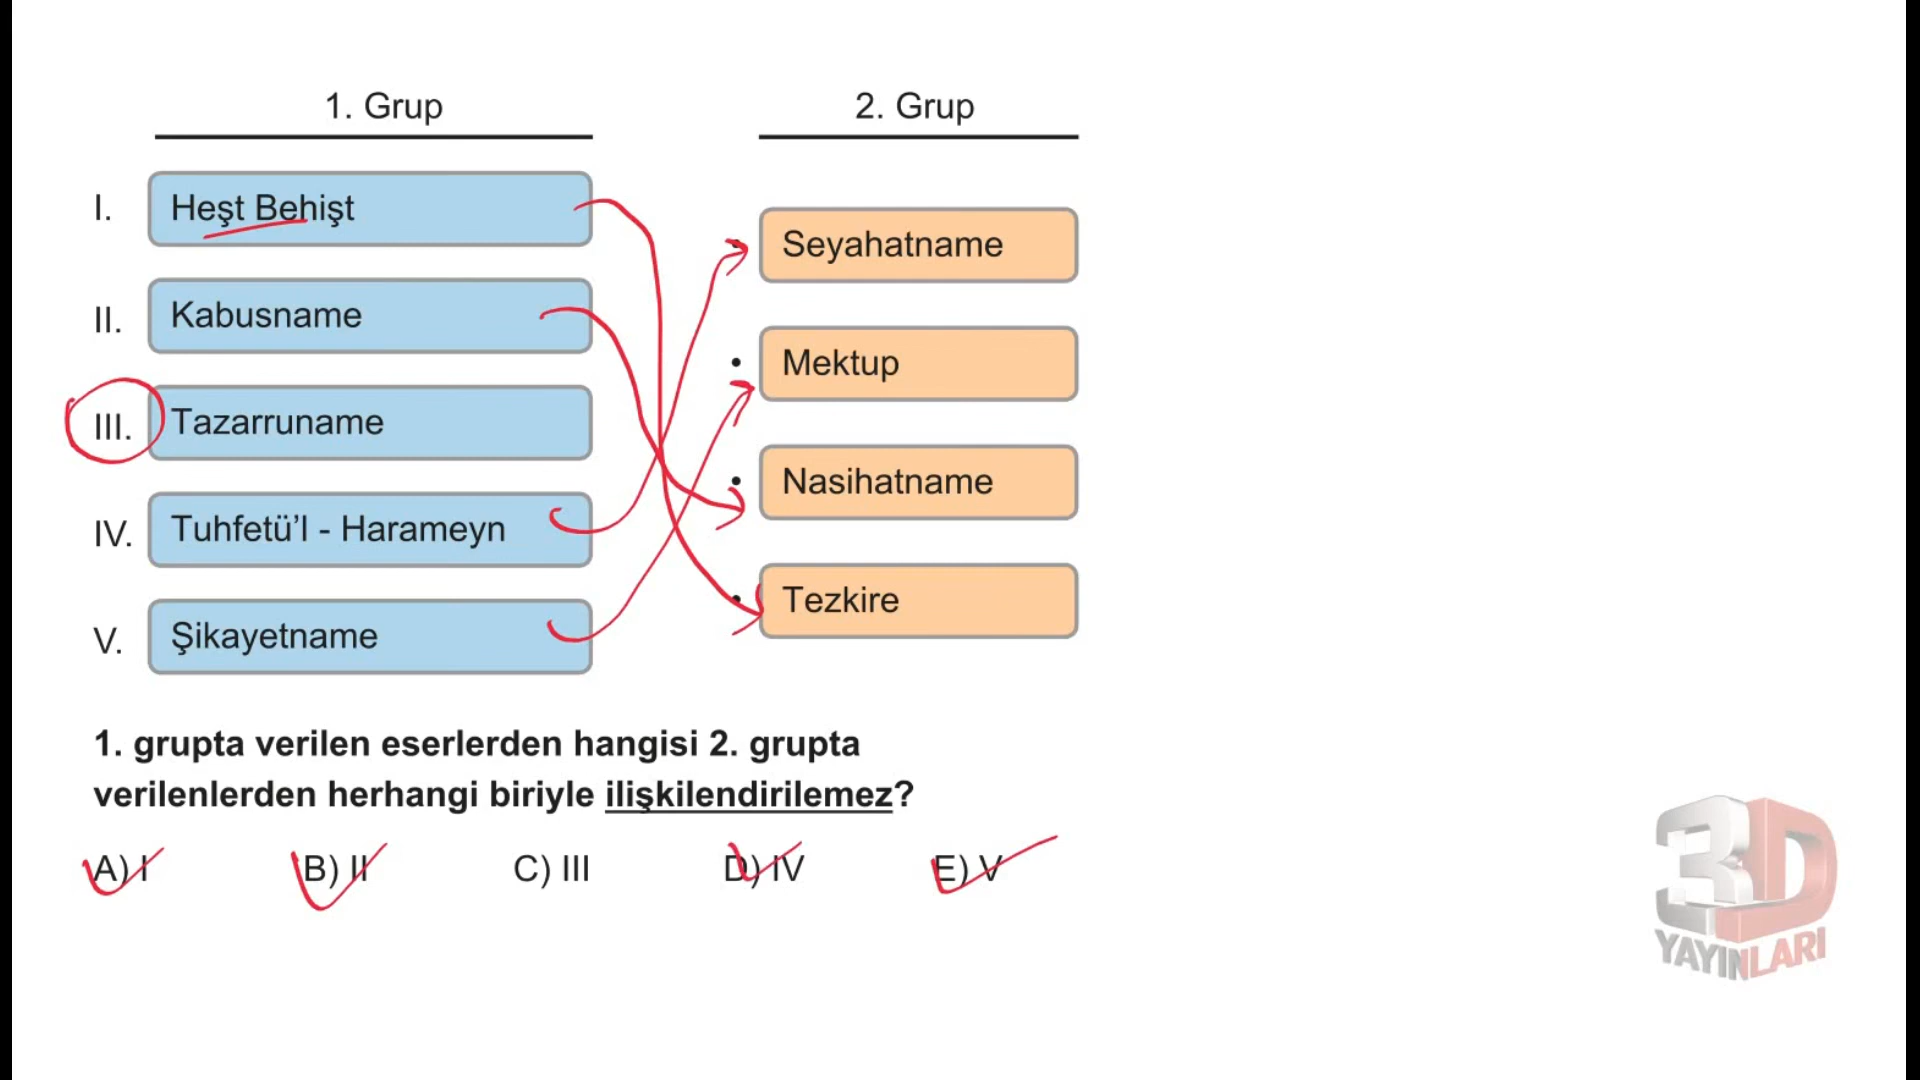 1. Grup
2. Grup
I. Heşt Behişt
II. Kabusname
III. Tazarruname
IV. Tuhfetü’l - Harameyn
V. Şikayetname
• Seyahatname
• Mektup
• Nasihatname
• Tezkire
1. grupta verilen eserlerden hangisi 2. grupta
verilenlerden herhangi biriyle ilişkilendirilemez?
A) I B) II C) III D) IV E) V
3D
YAYINLARI